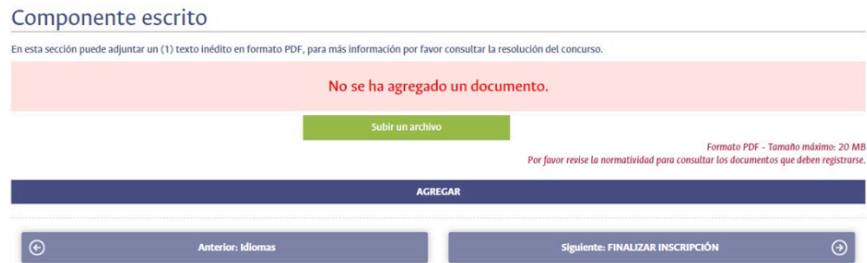 Componente escrito
En esta sección puede adjuntar un (1) texto inédito en formato PDF, para más información por favor consultar la resolución del concurso.
No se ha agregado un documento.
Subir un archivo
Formato PDF - Tamaño máximo: 20 MB
Por favor revise la normatividad para consultar los documentos que deben registrarse.
AGREGAR
Anterior: Idiomas
Siguiente: FINALIZAR INSCRIPCIÓN